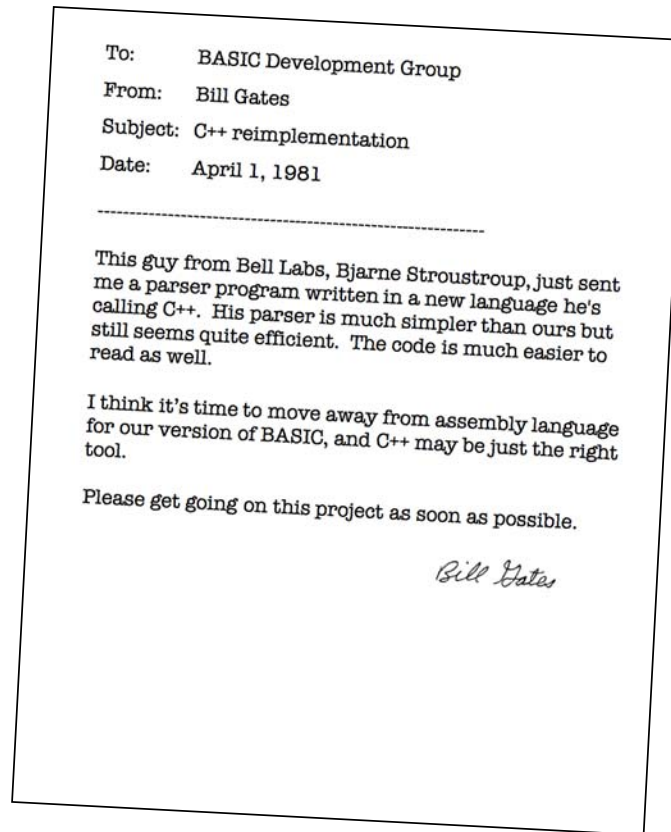 To: BASIC Development Group
From: Bill Gates
Subject: C++ reimplementation
Date: April 1, 1981
------------------------------------------------------------
This guy from Bell Labs, Bjarne Stroustroup, just sent
me a parser program written in a new language he's
calling C++. His parser is much simpler than ours but
still seems quite efficient. The code is much easier to
read as well.
I think it's time to move away from assembly language
for our version of BASIC, and C++ may be just the right
tool.
Please get going on this project as soon as possible.
Bill Gates